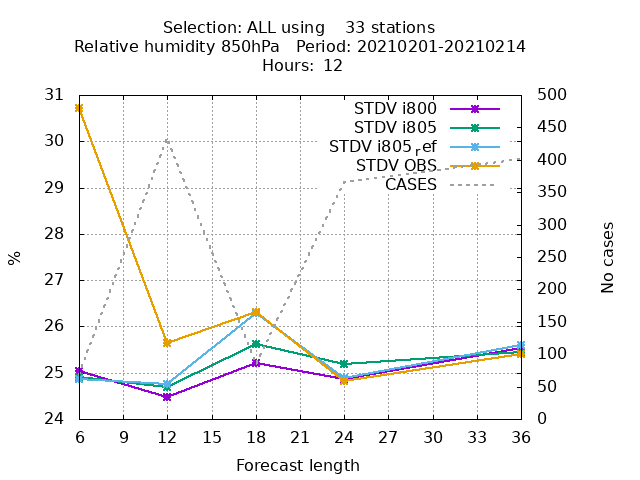 Selection: ALL using    33 stations
Relative humidity 850hPa   Period: 20210201-20210214
Hours:  12
STDV i800
STDV i805
STDV i805ref
STDV OBS
CASES
31
30
29
28
27
26
25
24
500
450
400
350
300
250
200
150
100
50
0
%
No cases
6 9 12 15 18 21 24 27 30 33 36
Forecast length